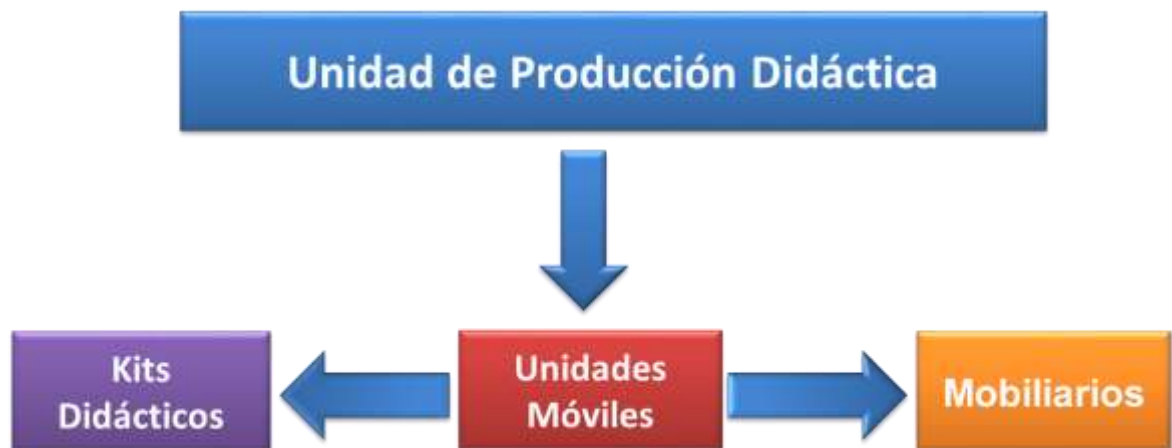 Unidad de Producción Didáctica
Kits
Didácticos
Unidades
Móviles
Mobiliarios